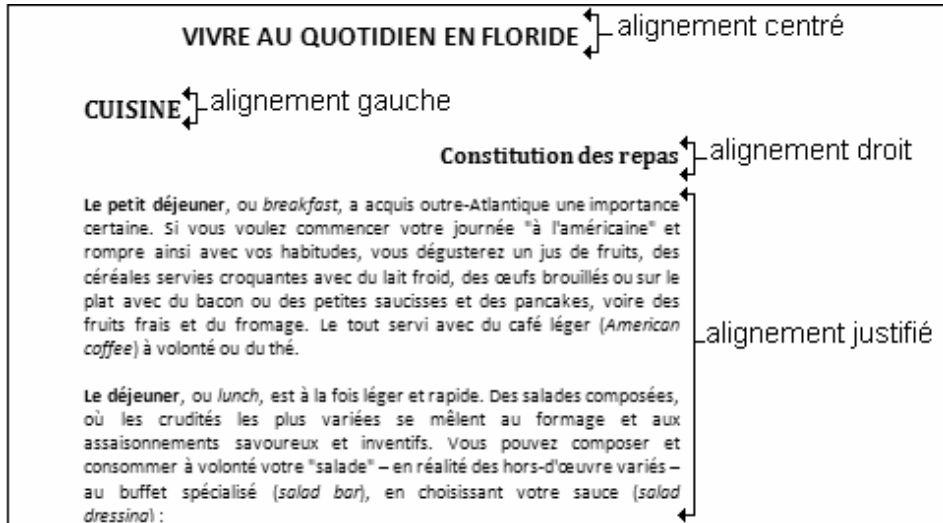 VIVRE AU QUOTIDIEN EN FLORIDE alignement centré
CUISINE alignement gauche
Constitution des repas alignement droit
Le petit déjeuner, ou breakfast, a acquis outre-Atlantique une importance
certaine. Si vous voulez commencer votre journée "à l'américaine" et
rompre ainsi avec vos habitudes, vous dégusterez un jus de fruits, des
céréales servies croquantes avec du lait froid, des œufs brouillés ou sur le
plat avec du bacon ou des petites saucisses et des pancakes, voire des
fruits frais et du fromage. Le tout servi avec du café léger (American
coffee) à volonté ou du thé.
alignement justifié
Le déjeuner, ou lunch, est à la fois léger et rapide. Des salades composées,
où les crudités les plus variées se mêlent au formage et aux
assaisonnements savoureux et inventifs. Vous pouvez composer et
consommer à volonté votre "salade" – en réalité des hors-d'œuvre variés –
au buffet spécialisé (salad bar), en choisissant votre sauce (salad
dressing) :